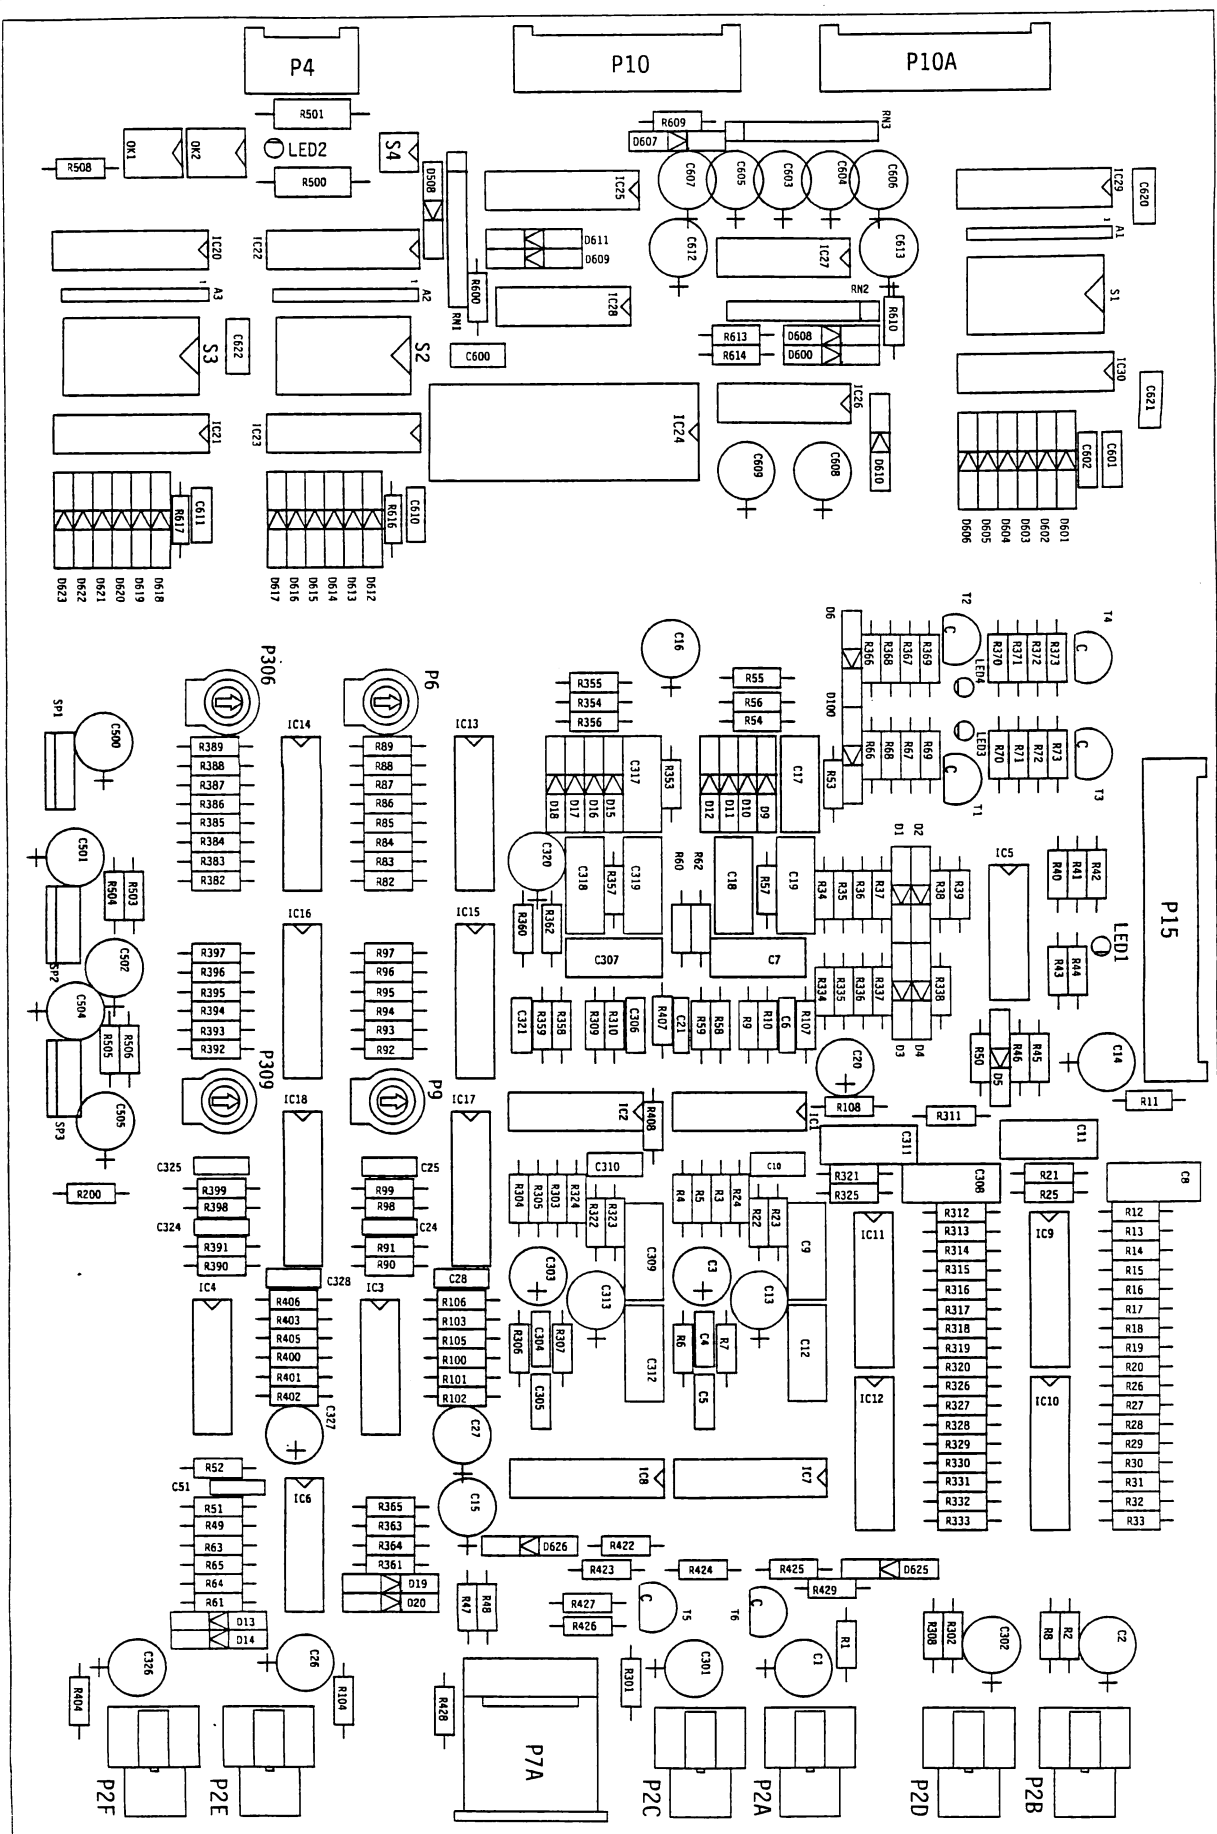 P4
P10
P10A
R501
R609
D607
RN3
OK1
OK2
LED2
S4
R508
R500
D508
IC25
C607
C605
C603
C604
C606
IC29
C620
A1
IC20
IC22
D611
D609
C612
IC27
C613
1
A3
1
A2
1
R600
RN1
IC28
RN2
R610
S1
S3
C622
S2
C600
R613
R614
D608
D600
IC30
C621
IC21
IC23
IC24
IC26
D610
C609
C608
C602
C601
R617
C611
R616
C610
D606
D605
D604
D603
D602
D601
D623
D622
D621
D620
D619
D618
D617
D616
D615
D614
D613
D612
P306
P6
C16
D6
R366
R368
R367
R369
T2
C
LED4
R370
R371
R372
R373
T4
C
R355
R354
R356
R55
R56
R54
D100
SP1
C500
IC14
IC13
R389
R388
R387
R386
R385
R384
R383
R382
R89
R88
R87
R86
R85
R84
R83
R82
D18
D17
D16
D15
C317
R353
D12
D11
D10
D9
C17
R53
R66
R68
R67
R69
C
T1
LED3
R70
R71
R72
R73
C
T3
C501
R504
R503
C320
C318
R357
C319
R60
R62
C18
R57
C19
R34
R35
R36
R37
D1
D2
R38
R39
IC5
R40
R41
R42
P15
LED1
IC16
IC15
R360
R362
C307
C7
R43
R44
SP2
C502
C504
R505
R506
R397
R396
R395
R394
R393
R392
R97
R96
R95
R94
R93
R92
C321
R359
R358
R309
R310
C306
R407
C21
R59
R58
R9
R10
C6
R107
R334
R335
R336
R337
R338
D3
D4
C20
R50
D5
R46
R45
C14
P309
P9
SP3
C505
IC18
IC17
IC2
R408
IC1
R108
R311
R11
C311
C11
C325
R399
R398
C324
R391
R390
R200
C25
R99
R98
C24
R91
R90
C310
C10
R304
R305
R303
R324
R322
R323
R4
R5
R3
R24
R22
R23
R321
R325
C308
R21
R25
C8
IC4
C328
IC3
C28
C303
C313
C309
C3
C13
C9
IC11
IC9
R312
R313
R314
R315
R316
R317
R318
R319
R320
R326
R327
R328
R329
R330
R331
R332
R333
R12
R13
R14
R15
R16
R17
R18
R19
R20
R26
R27
R28
R29
R30
R31
R32
R33
R406
R403
R405
R400
R401
R402
R106
R103
R105
R100
R101
R102
R306
C304
R307
C305
C312
R6
C4
R7
C5
C12
IC12
IC10
C327
C27
R52
C51
IC6
C15
IC8
IC7
R51
R49
R63
R65
R64
R61
R365
R363
R364
R361
D19
D20
D13
D14
D626
R422
R423
R424
R425
R429
D625
R47
R48
R427
R426
C
T5
T6
C
R1
R308
R302
C302
R8
R2
C2
C326
C26
R404
R104
R428
R301
C301
C1
P2F
P2E
P7A
P2C
P2A
P2D
P2B